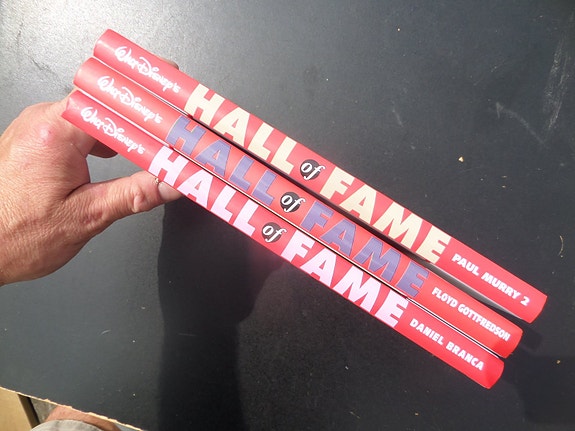 Walt Disney's HALL of FAME PAUL MURRY 2
Walt Disney's HALL of FAME FLOYD GOTTFREDSON
Walt Disney's HALL of FAME DANIEL BRANCA